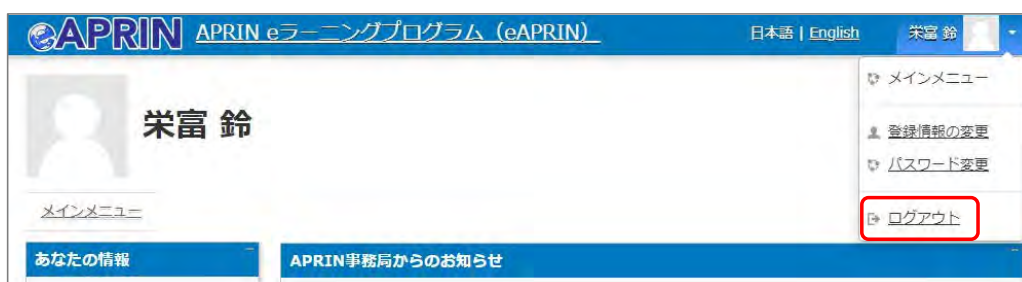 eAPRIN APRIN eラーニングプログラム（eAPRIN） 日本語 | English 栄富 鈴
メインメニュー
栄富 鈴
登録情報の変更
パスワード変更
メインメニュー
ログアウト
あなたの情報
APRIN事務局からのお知らせ